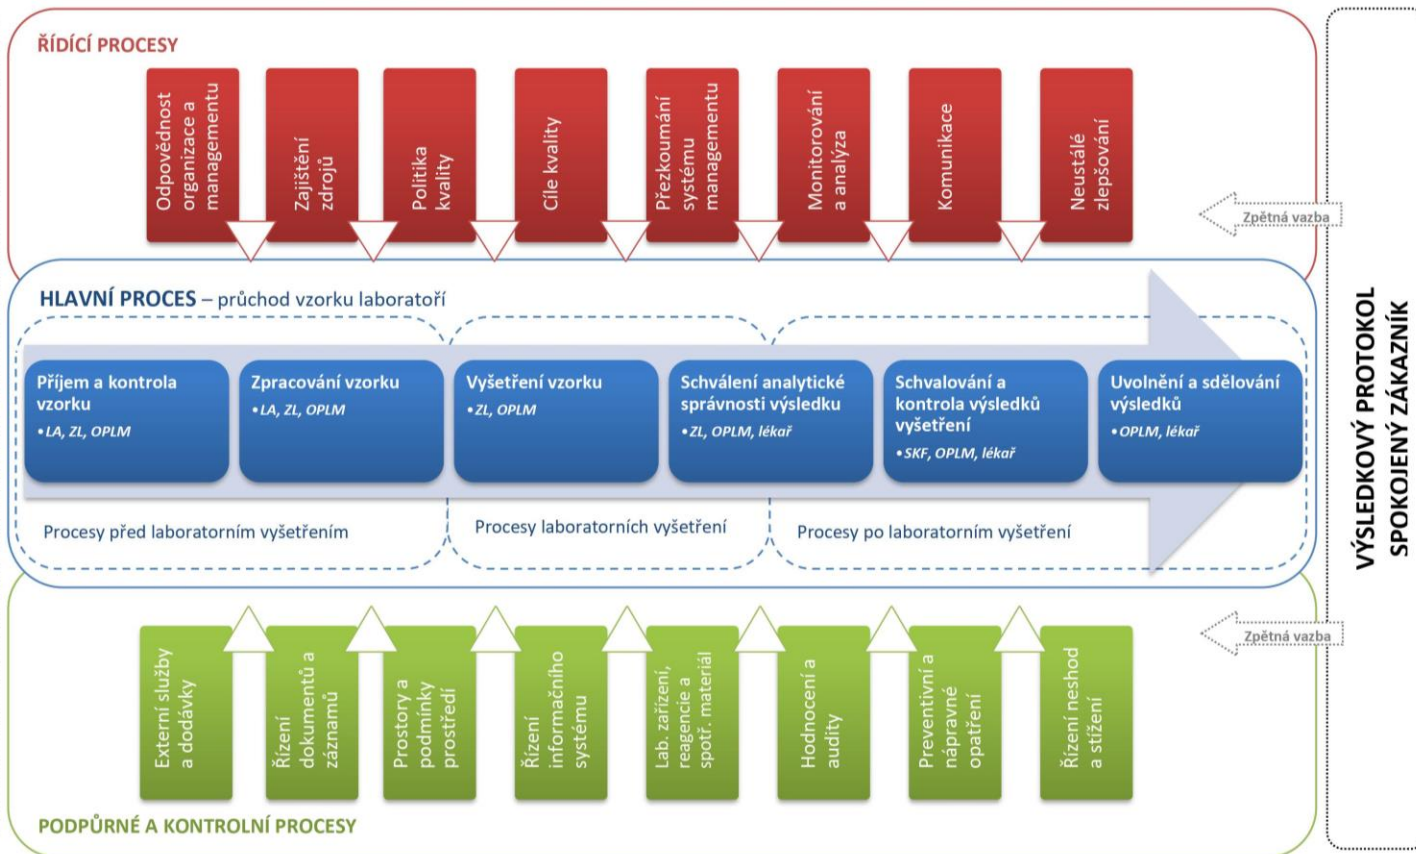 ŘÍDÍCÍ PROCESY
Odpovědnost
organizace a
managementu
Zajištění
zdrojů
Politika
kvality
Cíle kvality
Přezkoumání
systému
managementu
Monitorování
a analýza
Komunikace
Neustálé
zlepšování
Zpětná vazba
HLAVNÍ PROCES – průchod vzorku laboratoří
Příjem a kontrola
vzorku
•LA, ZL, OPLM
Zpracování vzorku
•LA, ZL, OPLM
Vyšetření vzorku
•ZL, OPLM
Schválení analytické
správnosti výsledku
•ZL, OPLM, lékař
Schvalování a
kontrola výsledků
vyšetření
•SKF, OPLM, lékař
Uvolnění a sdělování
výsledků
•OPLM, lékař
Procesy před laboratorním vyšetřením
Procesy laboratorních vyšetření
Procesy po laboratorním vyšetření
Externí služby
a dodávky
Řízení
dokumentů a
záznamů
Prostory a
podmínky
prostředí
Řízení
informačního
systému
Lab. zařízení,
reagencie a
spotř. materiál
Hodnocení a
audity
Preventivní a
nápravné
opatření
Řízení neshod
a stížení
Zpětná vazba
PODPŮRNÉ A KONTROLNÍ PROCESY
VÝSLEDKOVÝ PROTOKOL
SPOKOJENÝ ZÁKAZNÍK